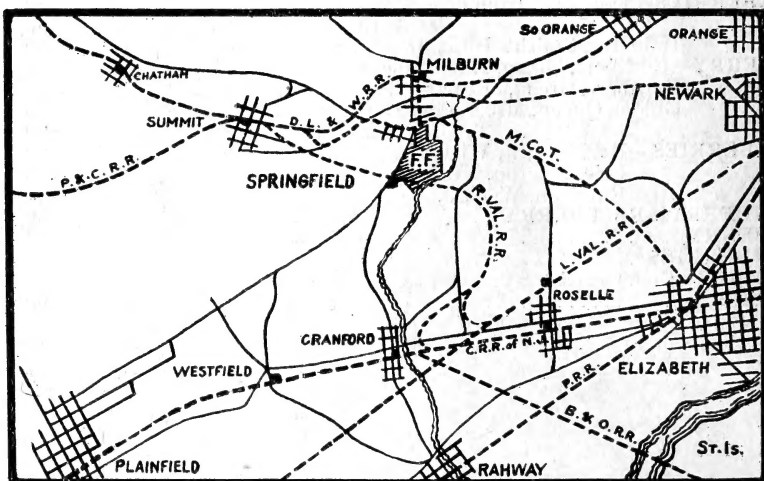 SO ORANGE
ORANGE
CHATHAM
MILBURN
NEWARK
SUMMIT
D. L. & W. R. R.
M. CO. T.
P. & C. R. R.
F. F.
SPRINGFIELD
R. VAL. R. R.
L. VAL. R. R.
ROSELLE
CRANFORD
C. R. R. of N. J.
WESTFIELD
P. R. R.
ELIZABETH
B. & O. R. R.
ST. IS.
PLAINFIELD
RAHWAY